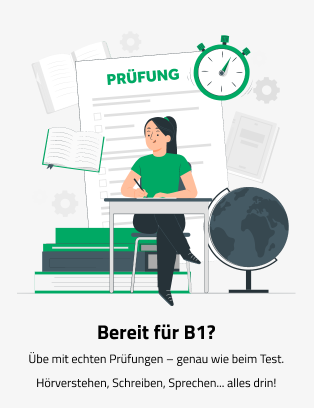 PRÜFUNG
Bereit für B1?
Übe mit echten Prüfungen – genau wie beim Test.
Hörverstehen, Schreiben, Sprechen... alles drin!